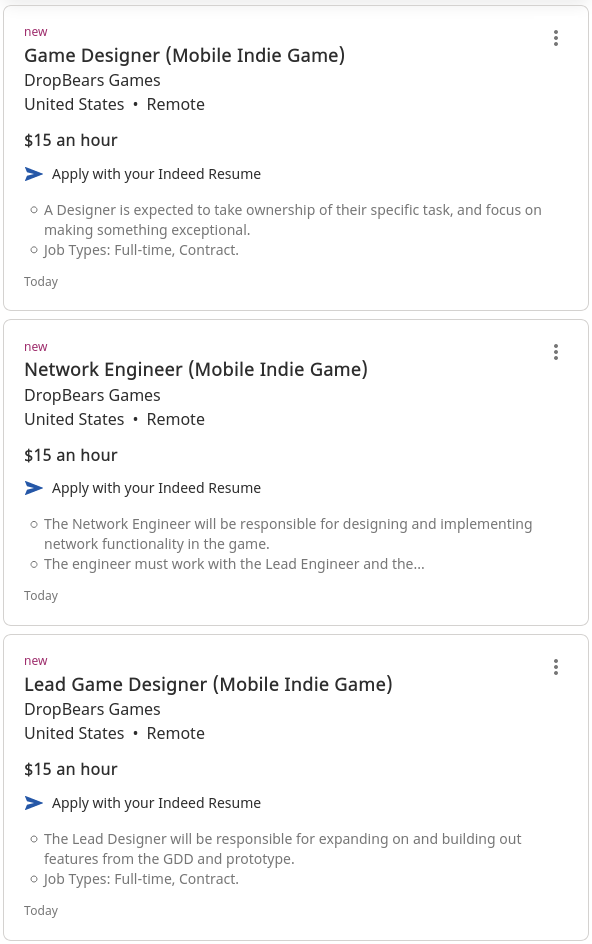 new
Game Designer (Mobile Indie Game)
DropBears Games
United States • Remote
$15 an hour
Apply with your Indeed Resume
A Designer is expected to take ownership of their specific task, and focus on
making something exceptional.
Job Types: Full-time, Contract.
Today
new
Network Engineer (Mobile Indie Game)
DropBears Games
United States • Remote
$15 an hour
Apply with your Indeed Resume
The Network Engineer will be responsible for designing and implementing
network functionality in the game.
The engineer must work with the Lead Engineer and the...
Today
new
Lead Game Designer (Mobile Indie Game)
DropBears Games
United States • Remote
$15 an hour
Apply with your Indeed Resume
The Lead Designer will be responsible for expanding on and building out
features from the GDD and prototype.
Job Types: Full-time, Contract.
Today